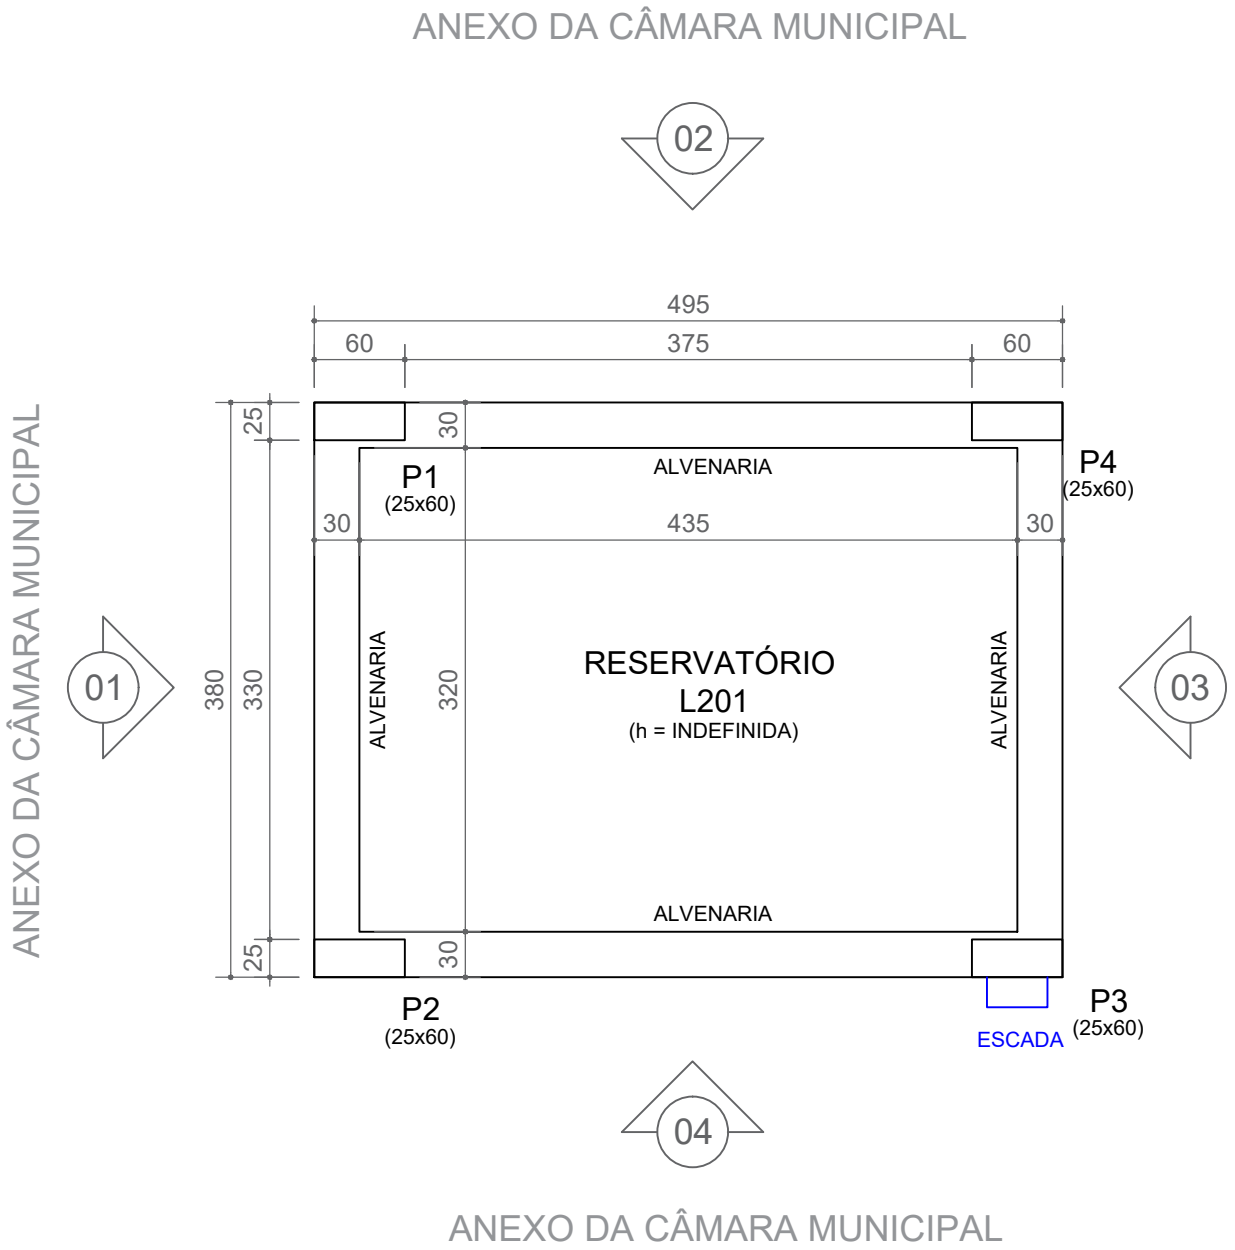 ANEXO DA CÂMARA MUNICIPAL
02
495
60 375 60
25 30
ALVENARIA
P1
(25x60)
P4
(25x60)
30 435 30
ANEXO DA CÂMARA MUNICIPAL
01
380 330 320
ALVENARIA
RESERVATÓRIO
L201
(h = INDEFINIDA)
ALVENARIA
03
ALVENARIA
25 30
P2
(25x60)
P3
(25x60)
ESCADA
04
ANEXO DA CÂMARA MUNICIPAL